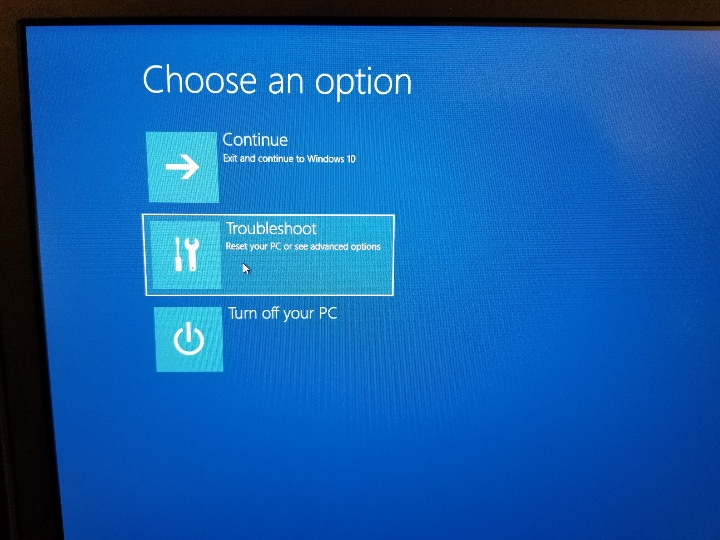 Choose an option
Continue
Exit and continue to Windows 10
Troubleshoot
Reset your PC or see advanced options
Turn off your PC